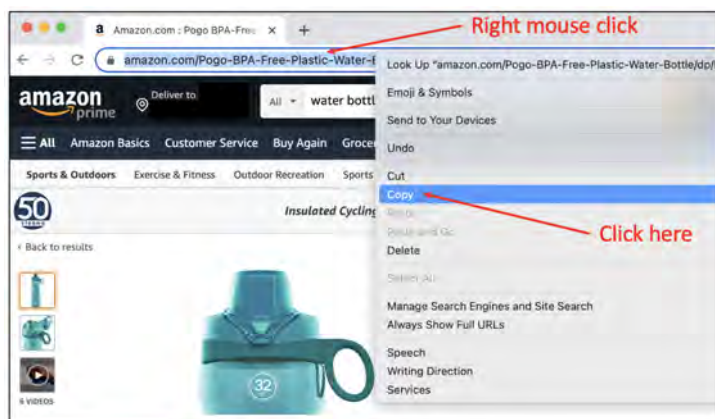 Amazon.com : Pogo BPA-Free
Right mouse click
amazon.com/Pogo-BPA-Free-Plastic-Water-
Look Up "amazon.com/Pogo-BPA-Free-Plastic-Water-Bottle/dp/
amazon
prime
Deliver to
All
water bottl
Emoji & Symbols
Send to Your Devices
All Amazon Basics Customer Service Buy Again Groce
Undo
Sports & Outdoors Exercise & Fitness Outdoor Recreation Sports
Cut
Copy
50
YEARS
Insulated Cycling
Paste
Paste and Go
Click here
Delete
‹ Back to results
Select All
Manage Search Engines and Site Search
Always Show Full URLs
Speech
Writing Direction
Services
32
6 VIDEOS